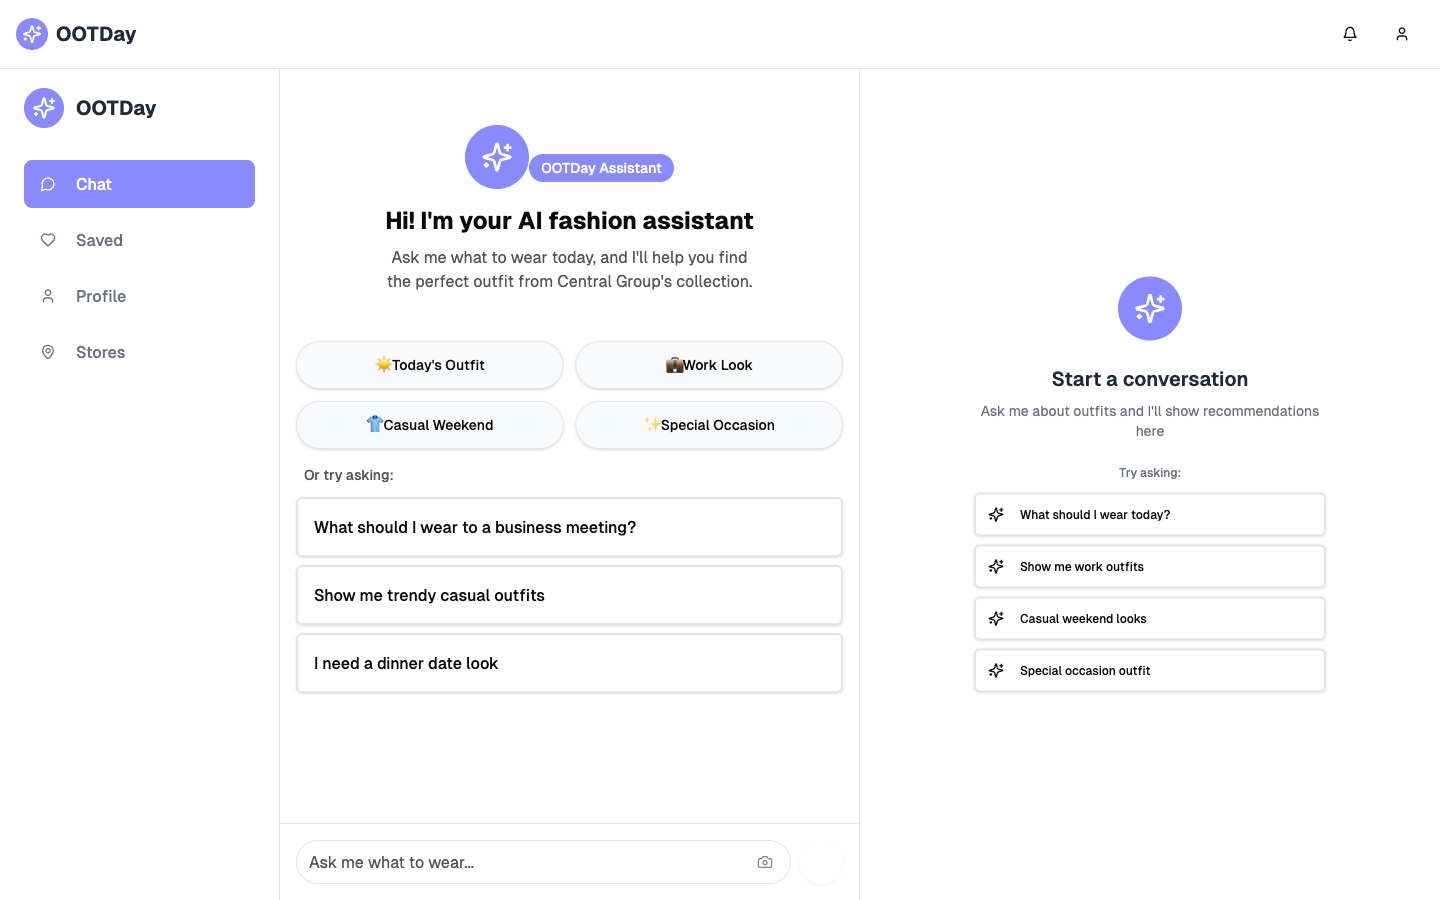 OOTDay
OOTDay
Chat
Saved
Profile
Stores
OOTDay Assistant
Hi! I'm your AI fashion assistant
Ask me what to wear today, and I'll help you find
the perfect outfit from Central Group's collection.
☀️Today's Outfit
💼Work Look
👕Casual Weekend
✨Special Occasion
Or try asking:
What should I wear to a business meeting?
Show me trendy casual outfits
I need a dinner date look
Ask me what to wear...
Start a conversation
Ask me about outfits and I'll show recommendations
here
Try asking:
What should I wear today?
Show me work outfits
Casual weekend looks
Special occasion outfit